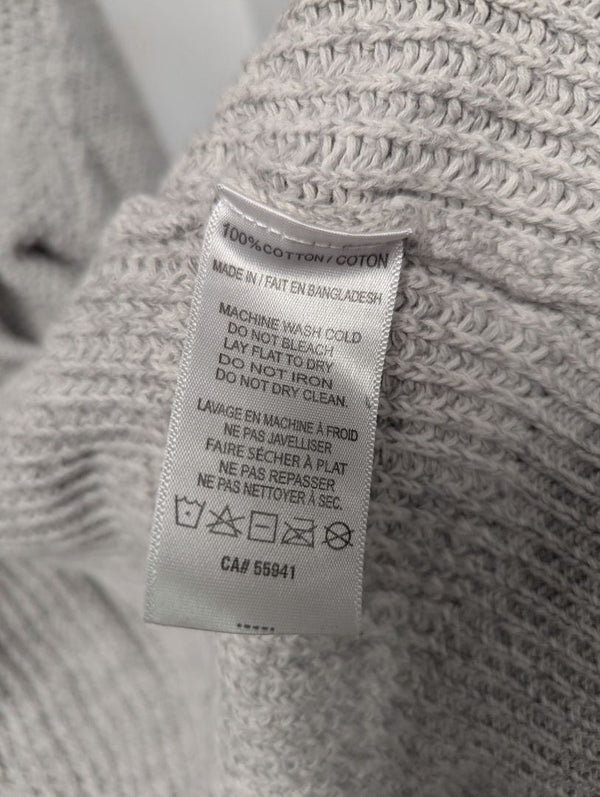 100% COTTON / COTON
MADE IN / FAIT EN BANGLADESH
MACHINE WASH COLD
DO NOT BLEACH
LAY FLAT TO DRY
DO NOT IRON
DO NOT DRY CLEAN.
LAVAGE EN MACHINE À FROID
NE PAS JAVELLISER
FAIRE SÉCHER À PLAT
NE PAS REPASSER
NE PAS NETTOYER À SEC.
CA# 55941